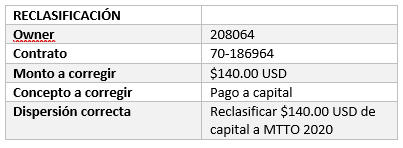 RECLASIFICACIÓN
Owner 208064
Contrato 70-186964
Monto a corregir $140.00 USD
Concepto a corregir Pago a capital
Dispersión correcta Reclasificar $140.00 USD de
capital a MTTO 2020